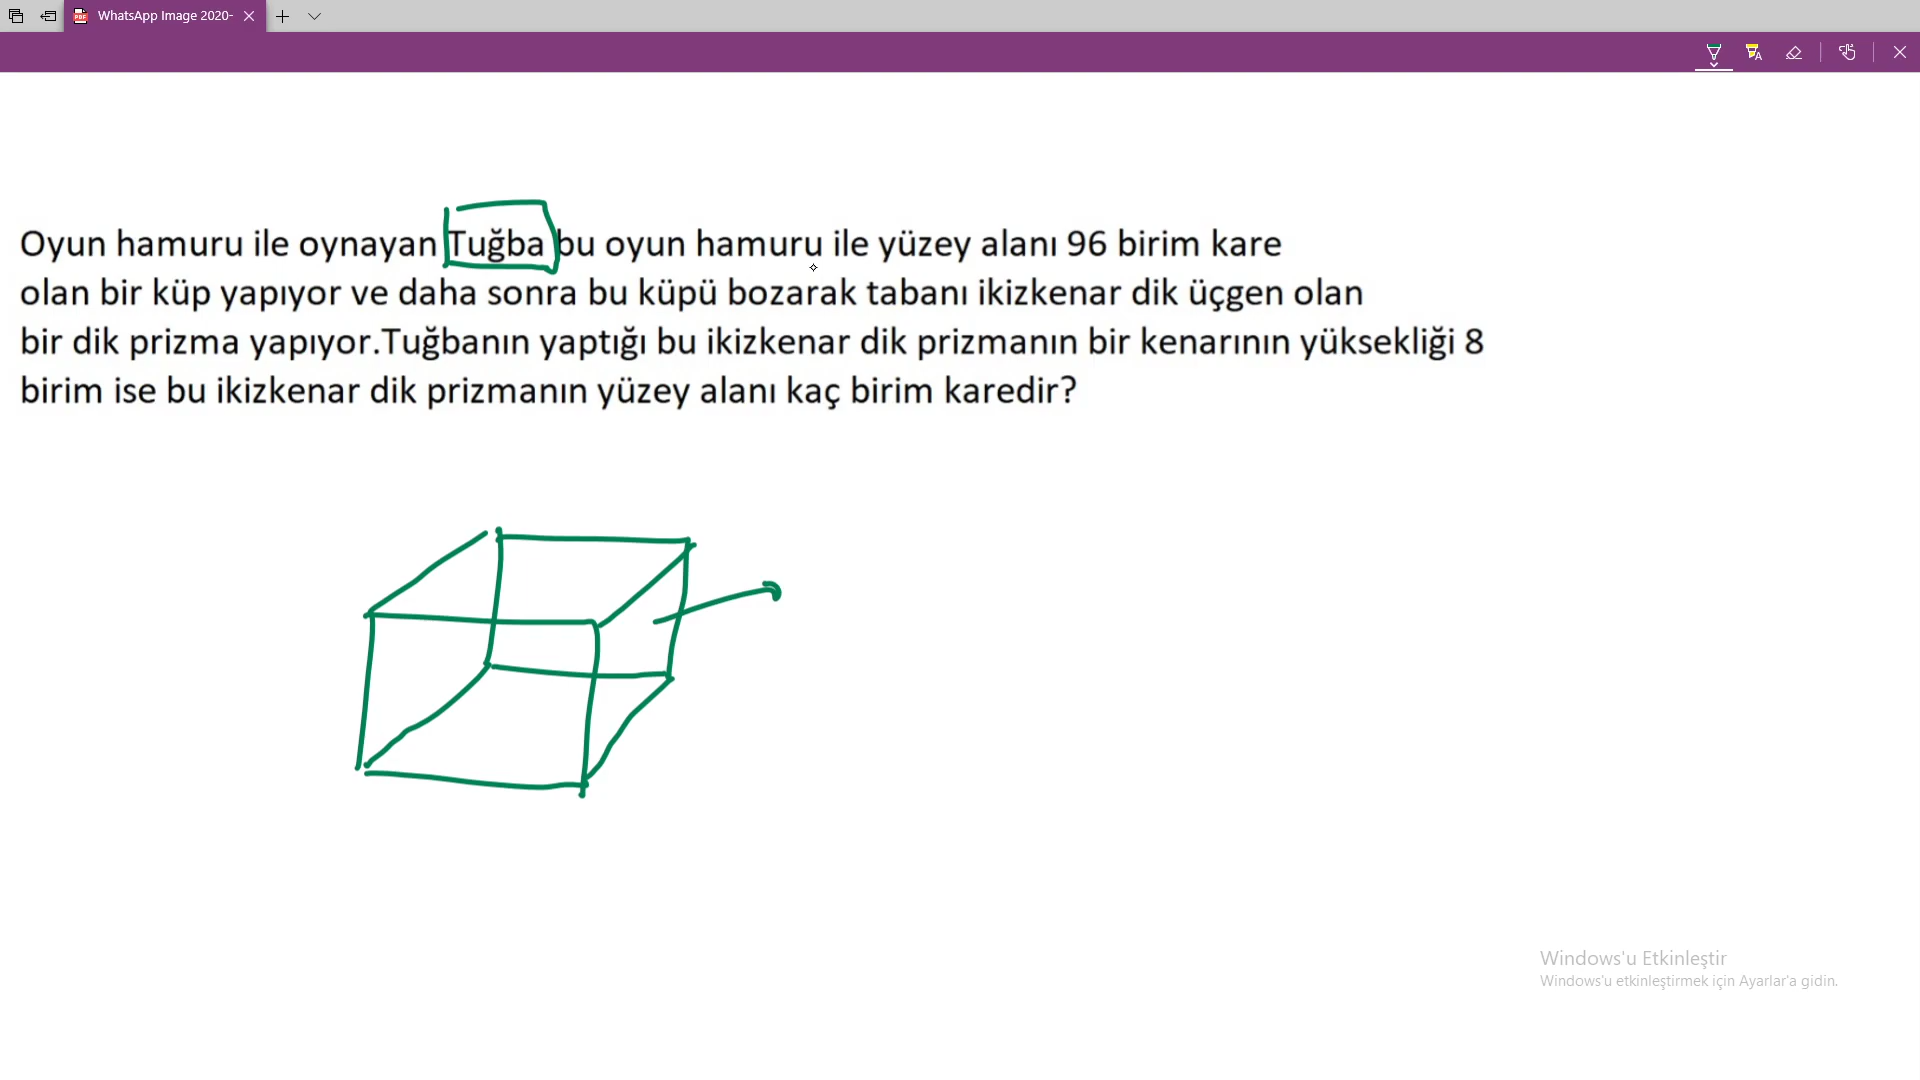 WhatsApp Image 2020-
Oyun hamuru ile oynayan Tuğba bu oyun hamuru ile yüzey alanı 96 birim kare
olan bir küp yapıyor ve daha sonra bu küpü bozarak tabanı ikizkenar dik üçgen olan
bir dik prizma yapıyor.Tuğbanın yaptığı bu ikizkenar dik prizmanın bir kenarının yüksekliği 8
birim ise bu ikizkenar dik prizmanın yüzey alanı kaç birim karedir?
Windows'u Etkinleştir
Windows'u etkinleştirmek için Ayarlar'a gidin.